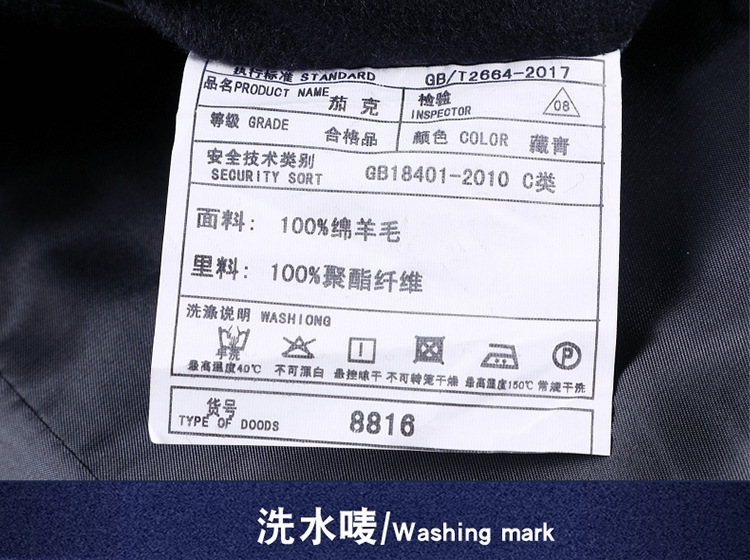 执行标准 STANDARD GB/T2664-2017
品名PRODUCT NAME 茄克 检验 INSPECTOR 08
等级 GRADE 合格品 颜色 COLOR 藏青
安全技术类别 SECURITY SORT GB18401-2010 C类
面料: 100%绵羊毛
里料: 100%聚酯纤维
洗涤说明 WASHIONG
手洗
最高温度40℃ 不可漂白 悬挂晾干 不可转笼干燥 最高温度150℃ 常规干洗
P
货号 TYPE OF DOODS 8816
洗水唛/Washing mark